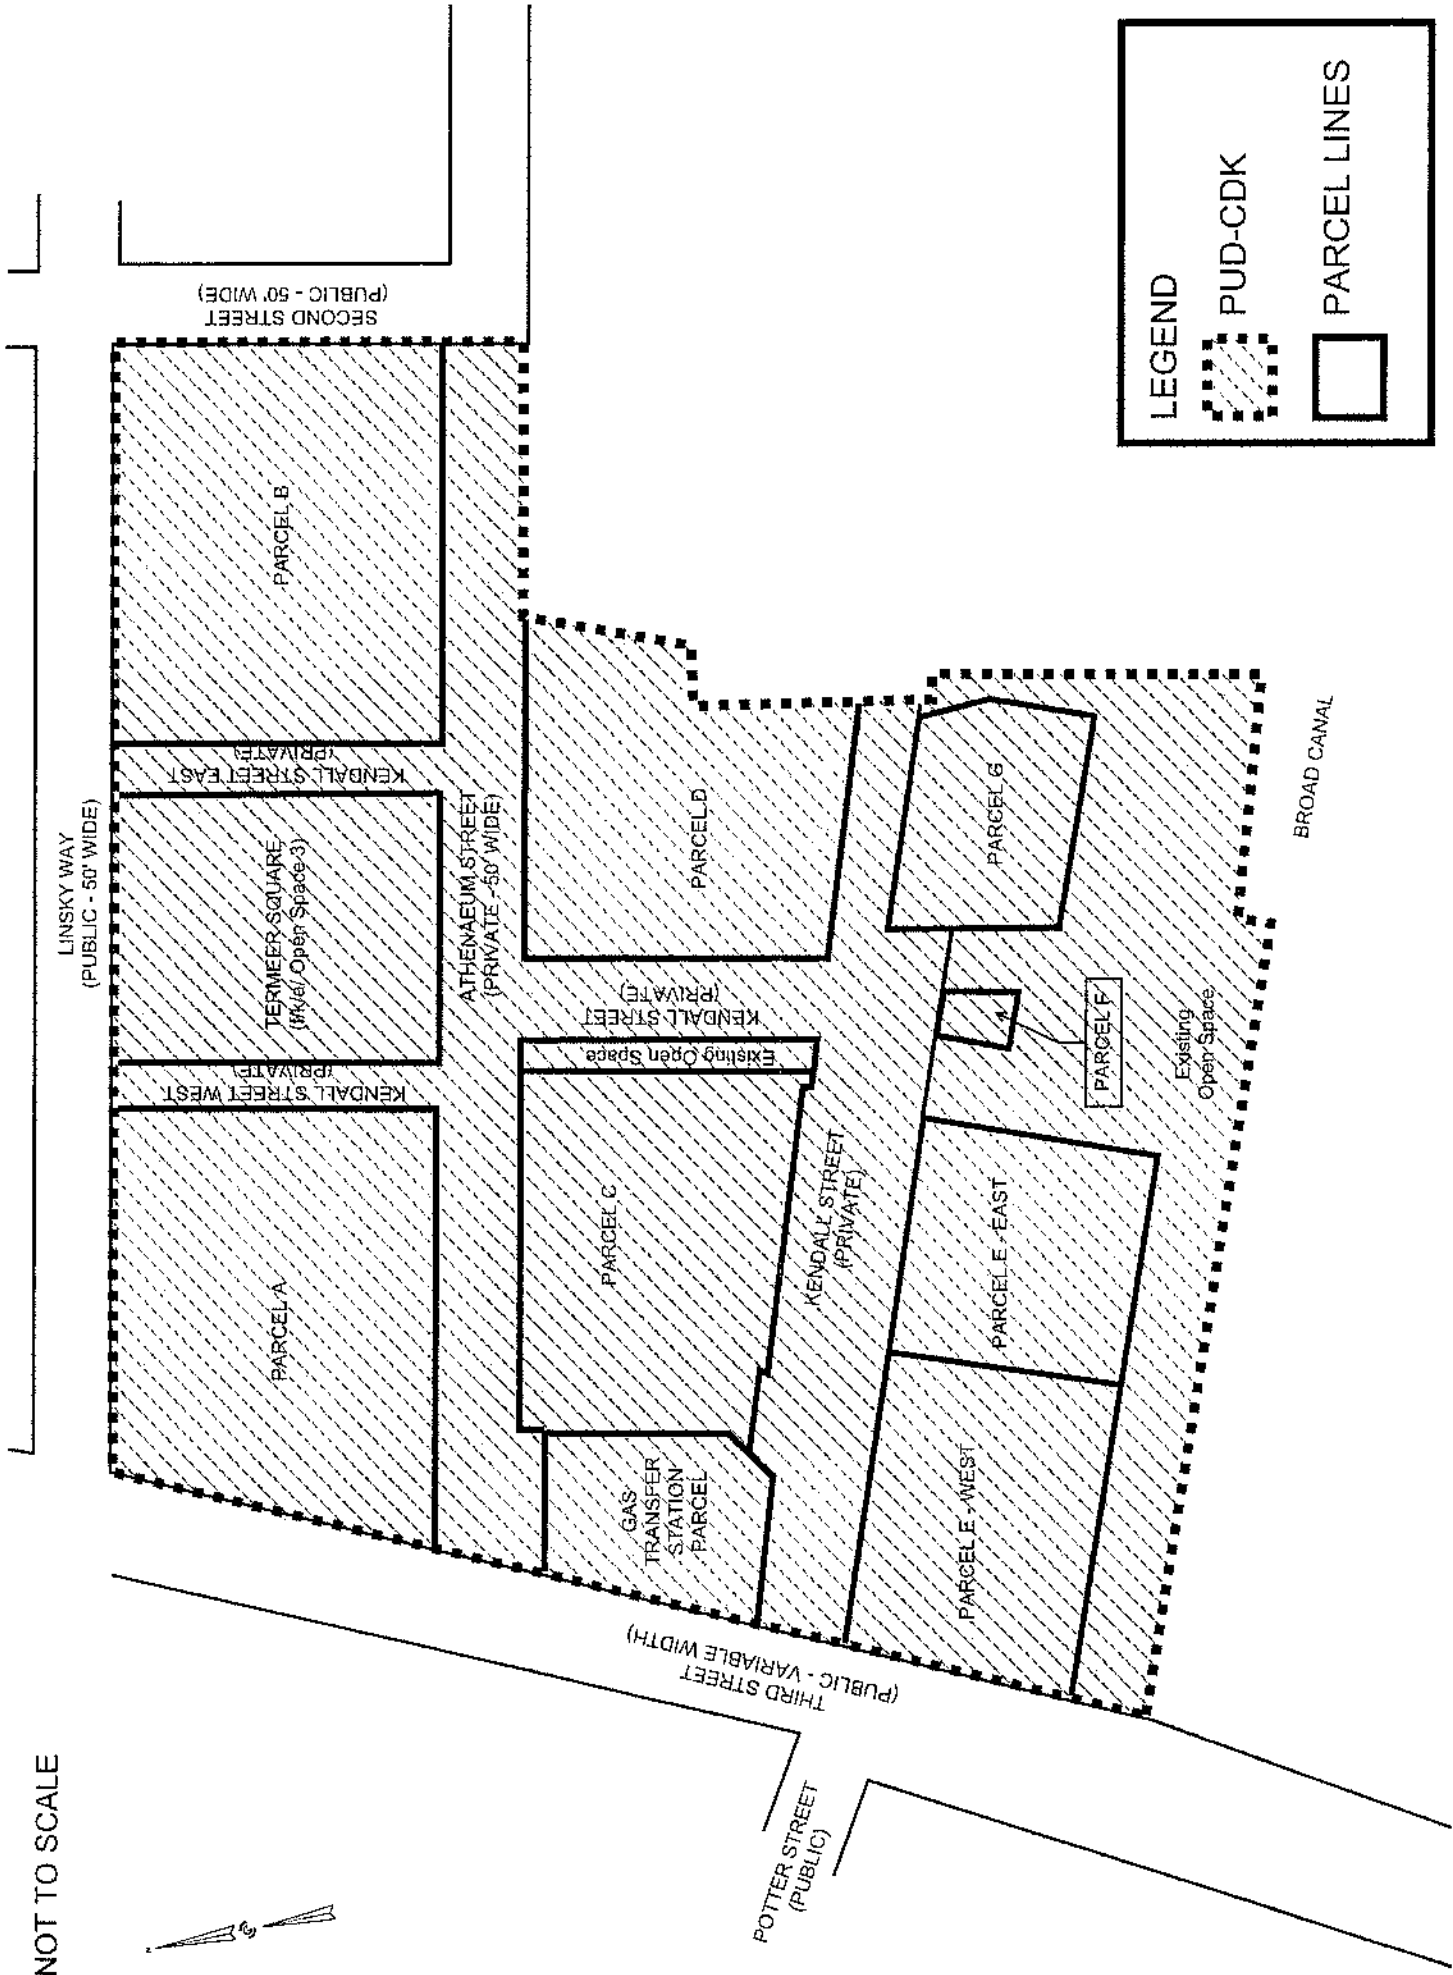 NOT TO SCALE
LINSKY WAY
(PUBLIC - 50' WIDE)
SECOND STREET
(PUBLIC - 50' WIDE)
PARCEL A
KENDALL STREET WEST
(PRIVATE)
TERMEER SQUARE
(f/k/a/ Open Space 3)
KENDALL STREET EAST
(PRIVATE)
PARCEL B
ATHENAEUM STREET
(PRIVATE - 50' WIDE)
GAS
TRANSFER
STATION
PARCEL
PARCEL C
Existing Open Space
KENDALL STREET
(PRIVATE)
PARCEL D
THIRD STREET
(PUBLIC - VARIABLE WIDTH)
KENDALL STREET
(PRIVATE)
POTTER STREET
(PUBLIC)
PARCEL E - WEST
PARCEL E - EAST
PARCEL F
PARCEL G
Existing
Open Space
BROAD CANAL
LEGEND
PUD-CDK
PARCEL LINES